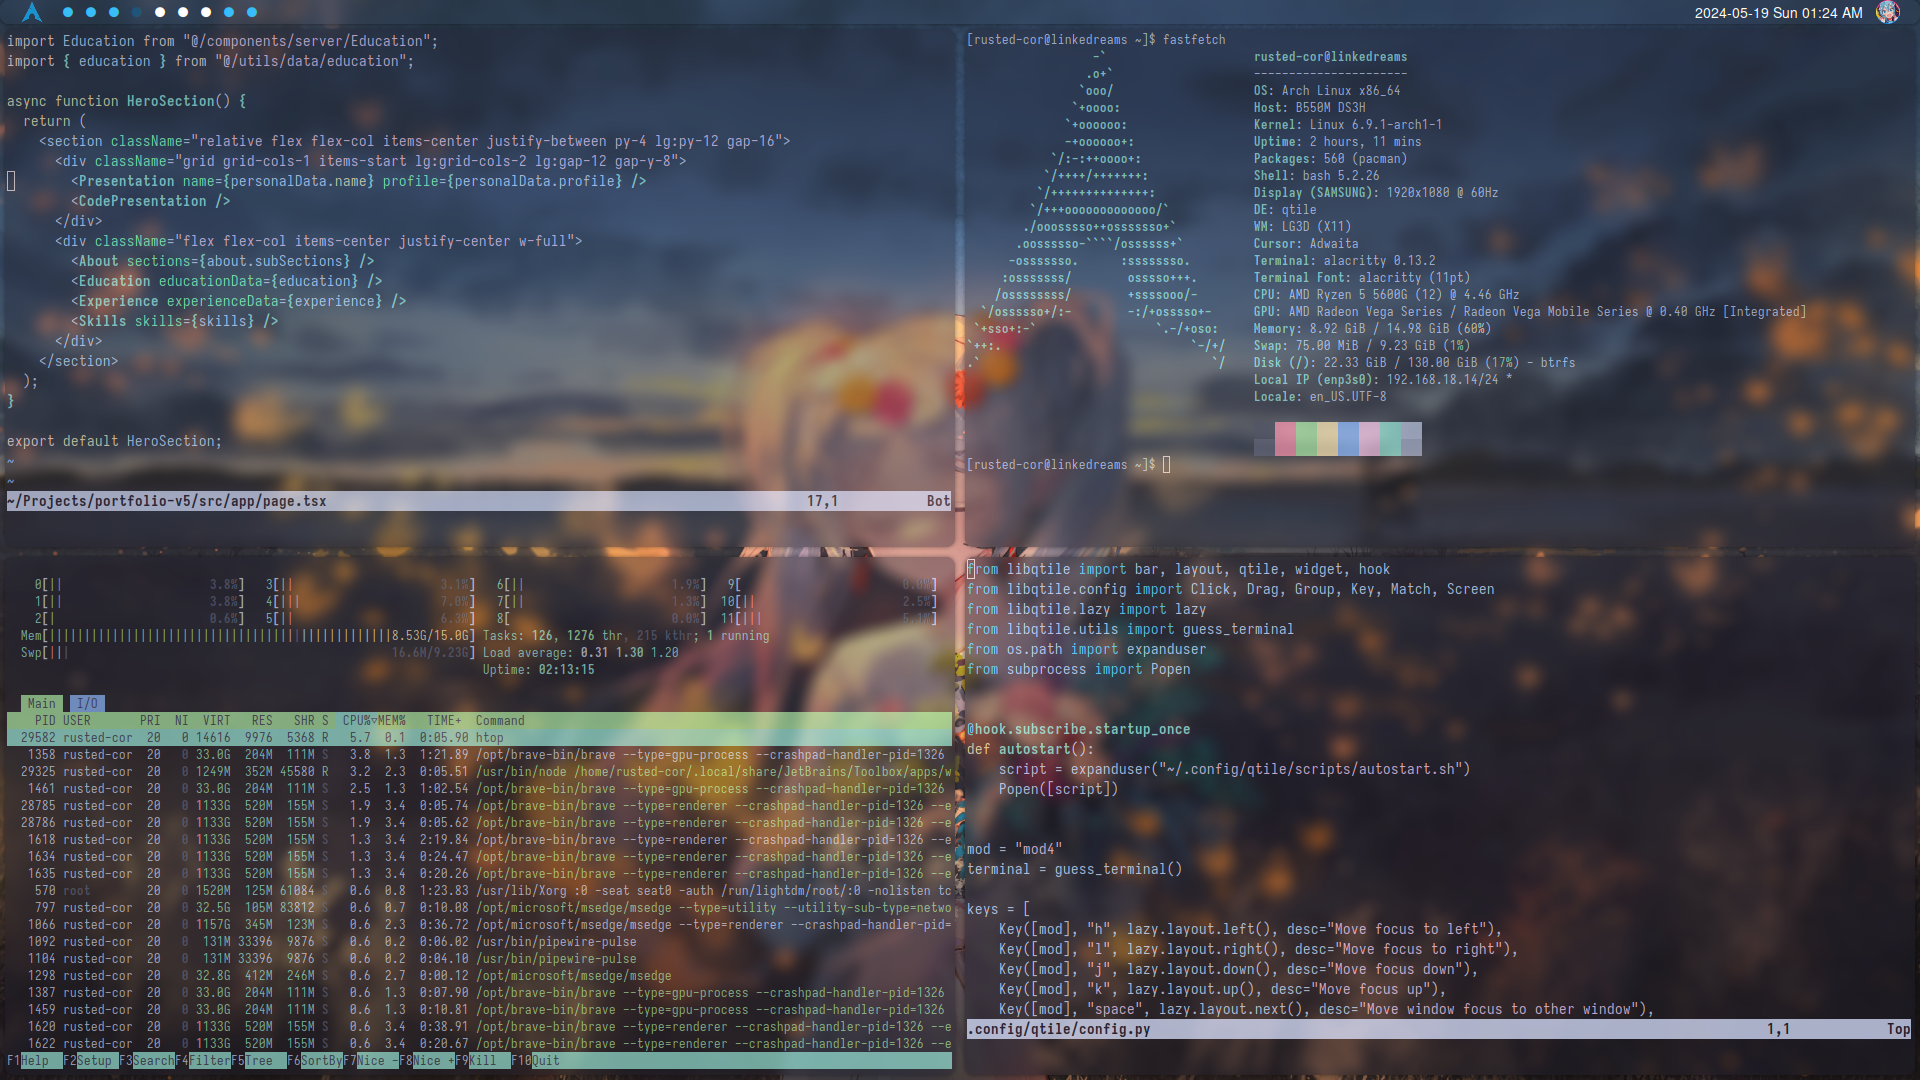 2024-05-19 Sun 01:24 AM
import Education from "@/components/server/Education";
import { education } from "@/utils/data/education";
async function HeroSection() {
  return (
    <section className="relative flex flex-col items-center justify-between py-4 lg:py-12 gap-16">
      <div className="grid grid-cols-1 items-start lg:grid-cols-2 lg:gap-12 gap-y-8">
        <Presentation name={personalData.name} profile={personalData.profile} />
        <CodePresentation />
      </div>
      <div className="flex flex-col items-center justify-center w-full">
        <About sections={about.subSections} />
        <Education educationData={education} />
        <Experience experienceData={experience} />
        <Skills skills={skills} />
      </div>
    </section>
  );
}
export default HeroSection;
~
~
~/Projects/portfolio-v5/src/app/page.tsx 17,1 Bot
[rusted-cor@linkedreams ~]$ fastfetch
rusted-cor@linkedreams
----------------------
OS: Arch Linux x86_64
Host: B550M DS3H
Kernel: Linux 6.9.1-arch1-1
Uptime: 2 hours, 11 mins
Packages: 560 (pacman)
Shell: bash 5.2.26
Display (SAMSUNG): 1920x1080 @ 60Hz
DE: qtile
WM: LG3D (X11)
Cursor: Adwaita
Terminal: alacritty 0.13.2
Terminal Font: alacritty (11pt)
CPU: AMD Ryzen 5 5600G (12) @ 4.46 GHz
GPU: AMD Radeon Vega Series / Radeon Vega Mobile Series @ 0.40 GHz [Integrated]
Memory: 8.92 GiB / 14.98 GiB (60%)
Swap: 75.00 MiB / 9.23 GiB (1%)
Disk (/): 22.33 GiB / 130.00 GiB (17%) - btrfs
Local IP (enp3s0): 192.168.18.14/24 *
Locale: en_US.UTF-8
[rusted-cor@linkedreams ~]$
0[|| 3.8%] 3[|| 3.1%] 6[|| 1.9%] 9[ 0.0%]
1[|| 3.8%] 4[||| 7.0%] 7[|| 1.3%] 10[|| 2.5%]
2[| 0.6%] 5[|| 6.3%] 8[ 0.0%] 11[||| 5.1%]
Mem[||||||||||||||||||||||||||||||||||||||||||8.53G/15.0G] Tasks: 126, 1276 thr, 215 kthr; 1 running
Swp[||| 16.6M/9.23G] Load average: 0.31 1.30 1.20
Uptime: 02:13:15
Main I/O
PID USER PRI NI VIRT RES SHR S CPU%▽MEM% TIME+ Command
29582 rusted-cor 20 0 14616 9976 5368 R 5.7 0.1 0:05.90 htop
1358 rusted-cor 20 0 33.0G 204M 111M S 3.8 1.3 1:21.89 /opt/brave-bin/brave --type=gpu-process --crashpad-handler-pid=1326
29325 rusted-cor 20 0 1249M 352M 45580 R 3.2 2.3 0:05.51 /usr/bin/node /home/rusted-cor/.local/share/JetBrains/Toolbox/apps/w
1461 rusted-cor 20 0 33.0G 204M 111M S 2.5 1.3 1:02.54 /opt/brave-bin/brave --type=gpu-process --crashpad-handler-pid=1326
28785 rusted-cor 20 0 1133G 520M 155M S 1.9 3.4 0:05.74 /opt/brave-bin/brave --type=renderer --crashpad-handler-pid=1326 --e
28786 rusted-cor 20 0 1133G 520M 155M S 1.9 3.4 0:05.62 /opt/brave-bin/brave --type=renderer --crashpad-handler-pid=1326 --e
1618 rusted-cor 20 0 1133G 520M 155M S 1.3 3.4 2:19.84 /opt/brave-bin/brave --type=renderer --crashpad-handler-pid=1326 --e
1634 rusted-cor 20 0 1133G 520M 155M S 1.3 3.4 0:24.47 /opt/brave-bin/brave --type=renderer --crashpad-handler-pid=1326 --e
1635 rusted-cor 20 0 1133G 520M 155M S 1.3 3.4 0:20.26 /opt/brave-bin/brave --type=renderer --crashpad-handler-pid=1326 --e
570 root 20 0 1520M 125M 61084 S 0.6 0.8 1:23.83 /usr/lib/Xorg :0 -seat seat0 -auth /run/lightdm/root/:0 -nolisten tc
797 rusted-cor 20 0 32.5G 105M 83812 S 0.6 0.7 0:10.08 /opt/microsoft/msedge/msedge --type=utility --utility-sub-type=netwo
1066 rusted-cor 20 0 1157G 345M 123M S 0.6 2.3 0:36.72 /opt/microsoft/msedge/msedge --type=renderer --crashpad-handler-pid=
1092 rusted-cor 20 0 131M 33396 9876 S 0.6 0.2 0:06.02 /usr/bin/pipewire-pulse
1104 rusted-cor 20 0 131M 33396 9876 S 0.6 0.2 0:04.10 /usr/bin/pipewire-pulse
1298 rusted-cor 20 0 32.8G 412M 246M S 0.6 2.7 0:00.12 /opt/microsoft/msedge/msedge
1387 rusted-cor 20 0 33.0G 204M 111M S 0.6 1.3 0:07.90 /opt/brave-bin/brave --type=gpu-process --crashpad-handler-pid=1326
1459 rusted-cor 20 0 33.0G 204M 111M S 0.6 1.3 0:10.81 /opt/brave-bin/brave --type=gpu-process --crashpad-handler-pid=1326
1620 rusted-cor 20 0 1133G 520M 155M S 0.6 3.4 0:38.91 /opt/brave-bin/brave --type=renderer --crashpad-handler-pid=1326 --e
1622 rusted-cor 20 0 1133G 520M 155M S 0.6 3.4 0:20.67 /opt/brave-bin/brave --type=renderer --crashpad-handler-pid=1326 --e
F1Help F2Setup F3SearchF4FilterF5Tree F6SortByF7Nice -F8Nice +F9Kill F10Quit
from libqtile import bar, layout, qtile, widget, hook
from libqtile.config import Click, Drag, Group, Key, Match, Screen
from libqtile.lazy import lazy
from libqtile.utils import guess_terminal
from os.path import expanduser
from subprocess import Popen
@hook.subscribe.startup_once
def autostart():
    script = expanduser("~/.config/qtile/scripts/autostart.sh")
    Popen([script])
mod = "mod4"
terminal = guess_terminal()
keys = [
    Key([mod], "h", lazy.layout.left(), desc="Move focus to left"),
    Key([mod], "l", lazy.layout.right(), desc="Move focus to right"),
    Key([mod], "j", lazy.layout.down(), desc="Move focus down"),
    Key([mod], "k", lazy.layout.up(), desc="Move focus up"),
    Key([mod], "space", lazy.layout.next(), desc="Move window focus to other window"),
.config/qtile/config.py 1,1 Top